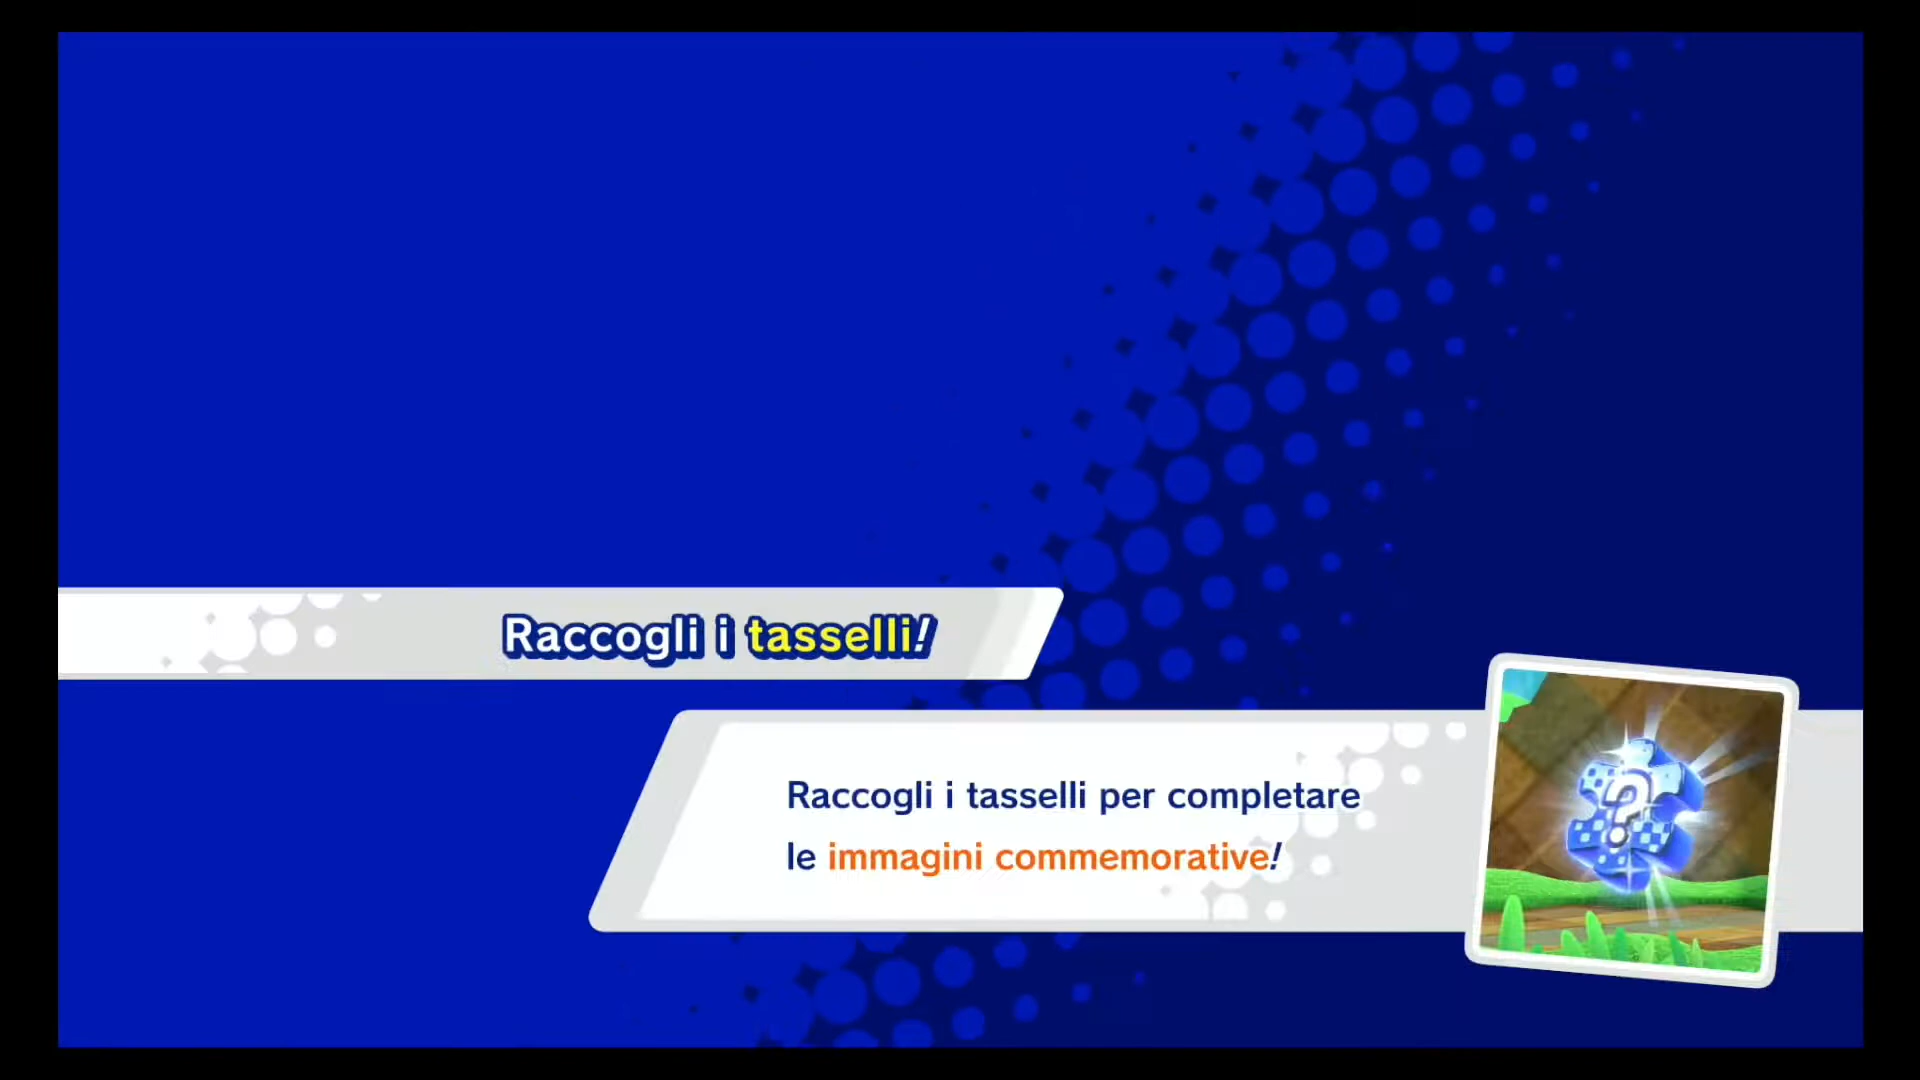 Raccogli i tasselli!
Raccogli i tasselli per completare
le immagini commemorative!
?